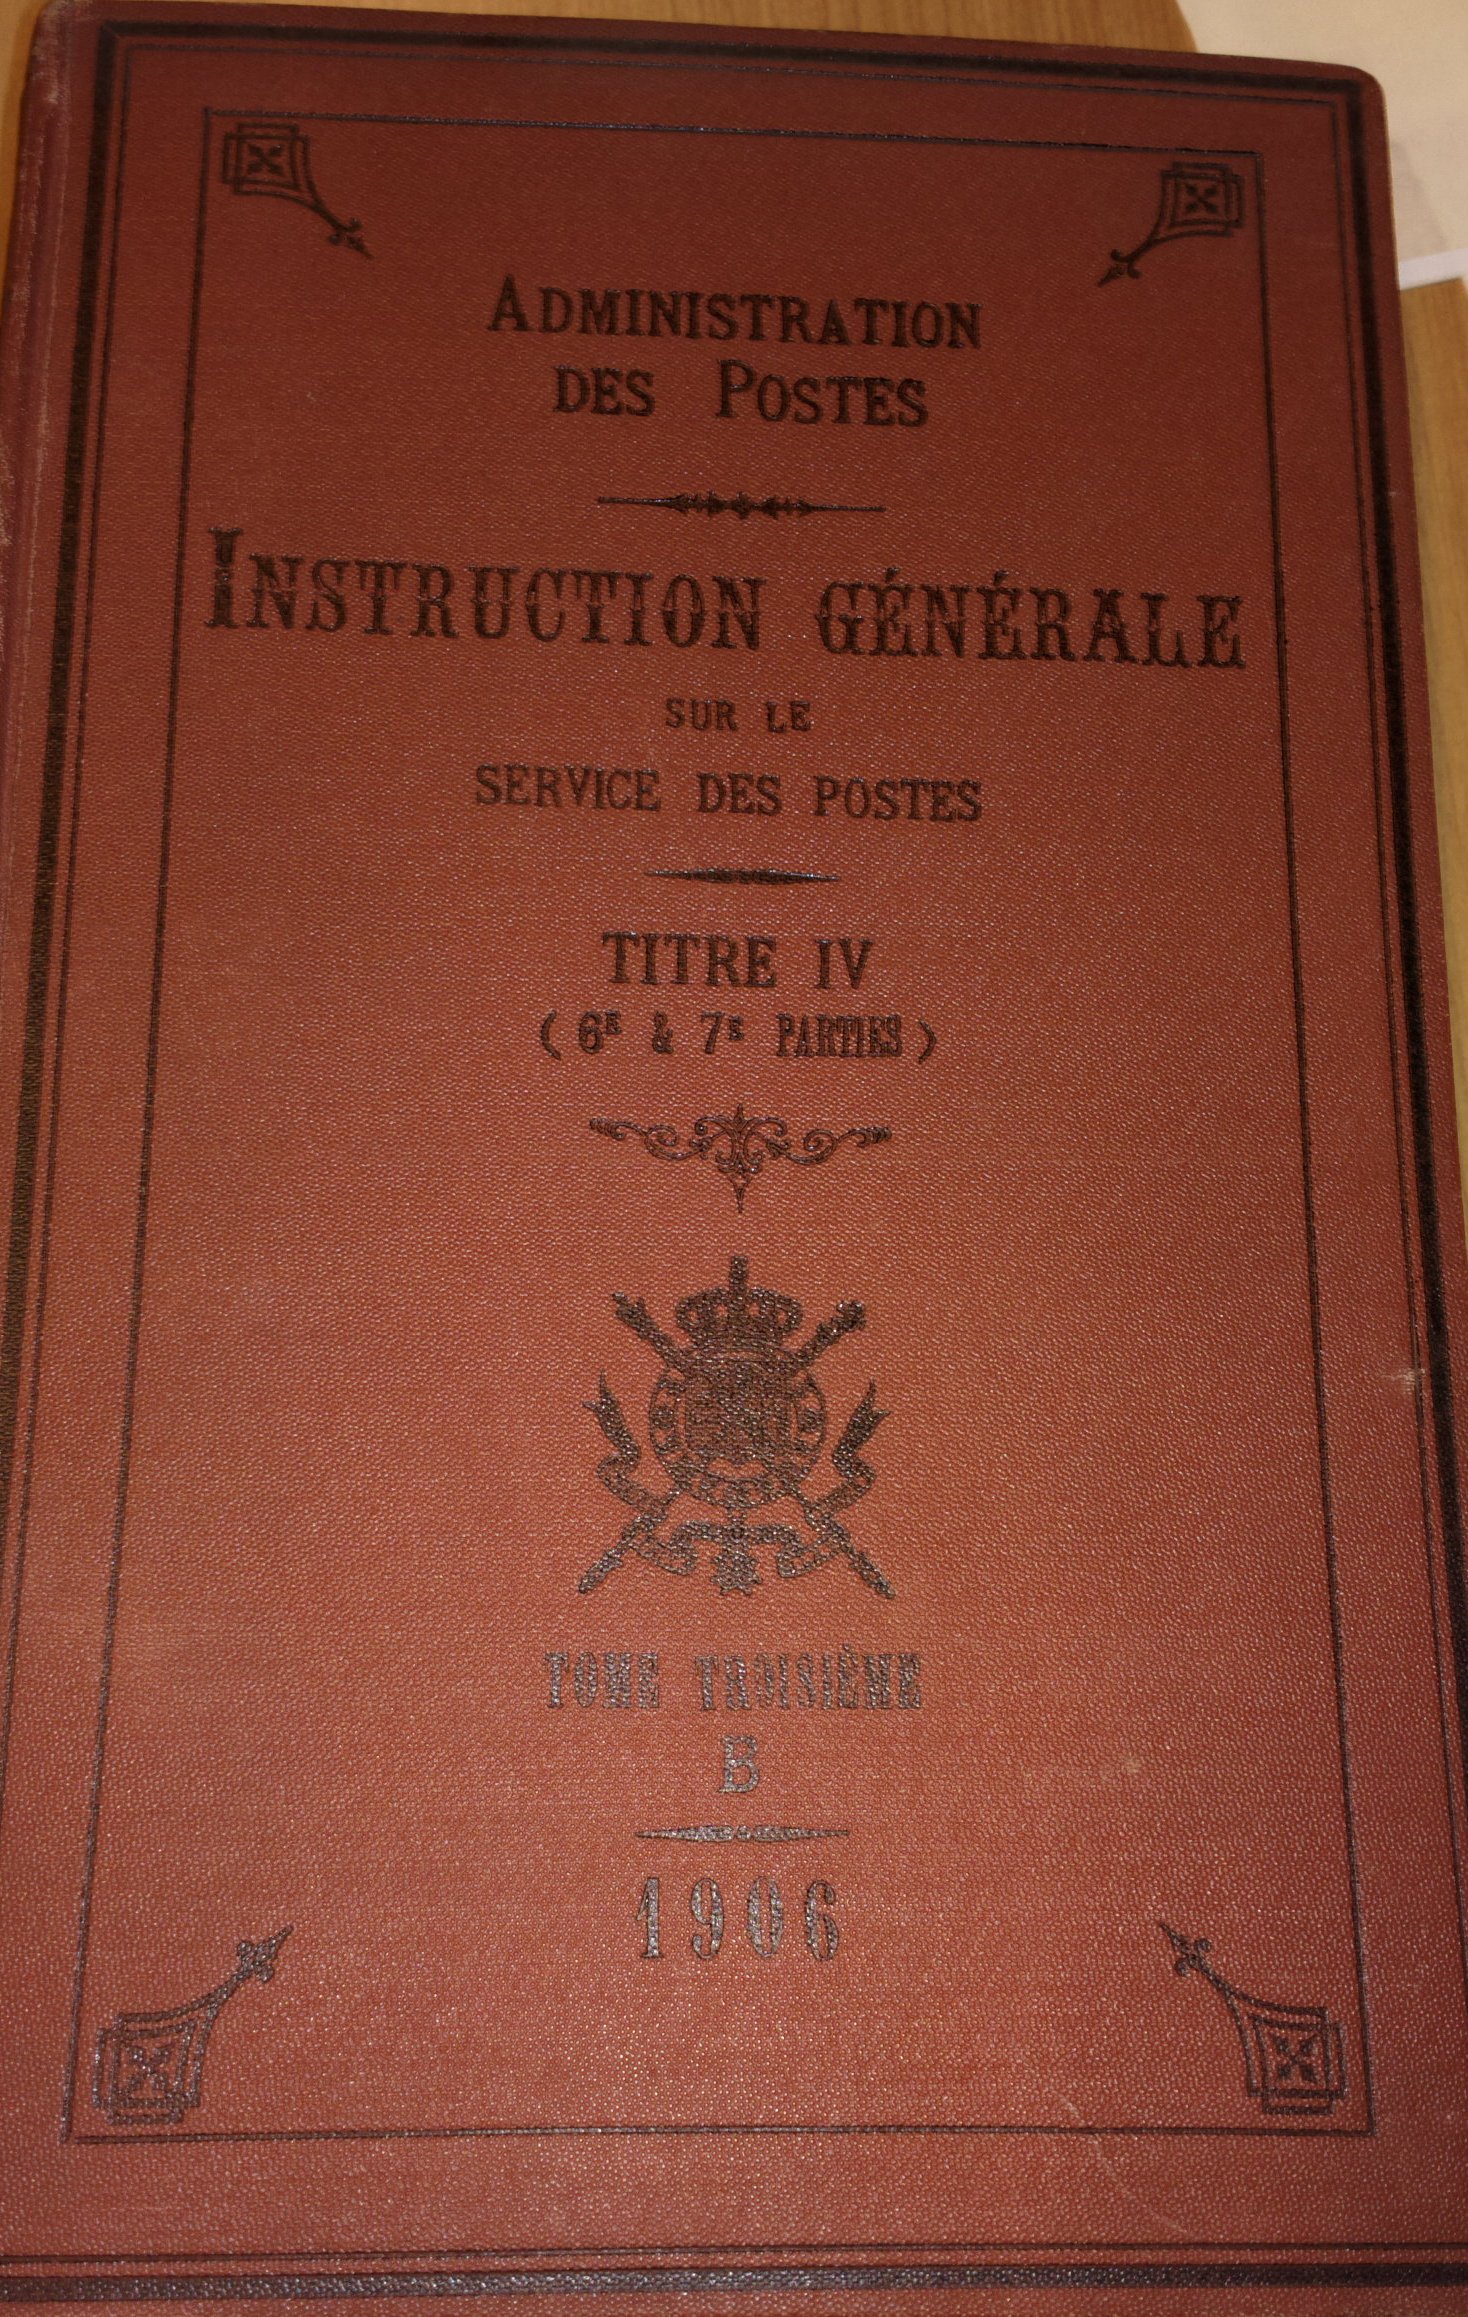 ADMINISTRATION
DES POSTES
INSTRUCTION GÉNÉRALE
SUR LE
SERVICE DES POSTES
TITRE IV
(6E & 7E PARTIES)
TOME TROISIÈME
B
1906